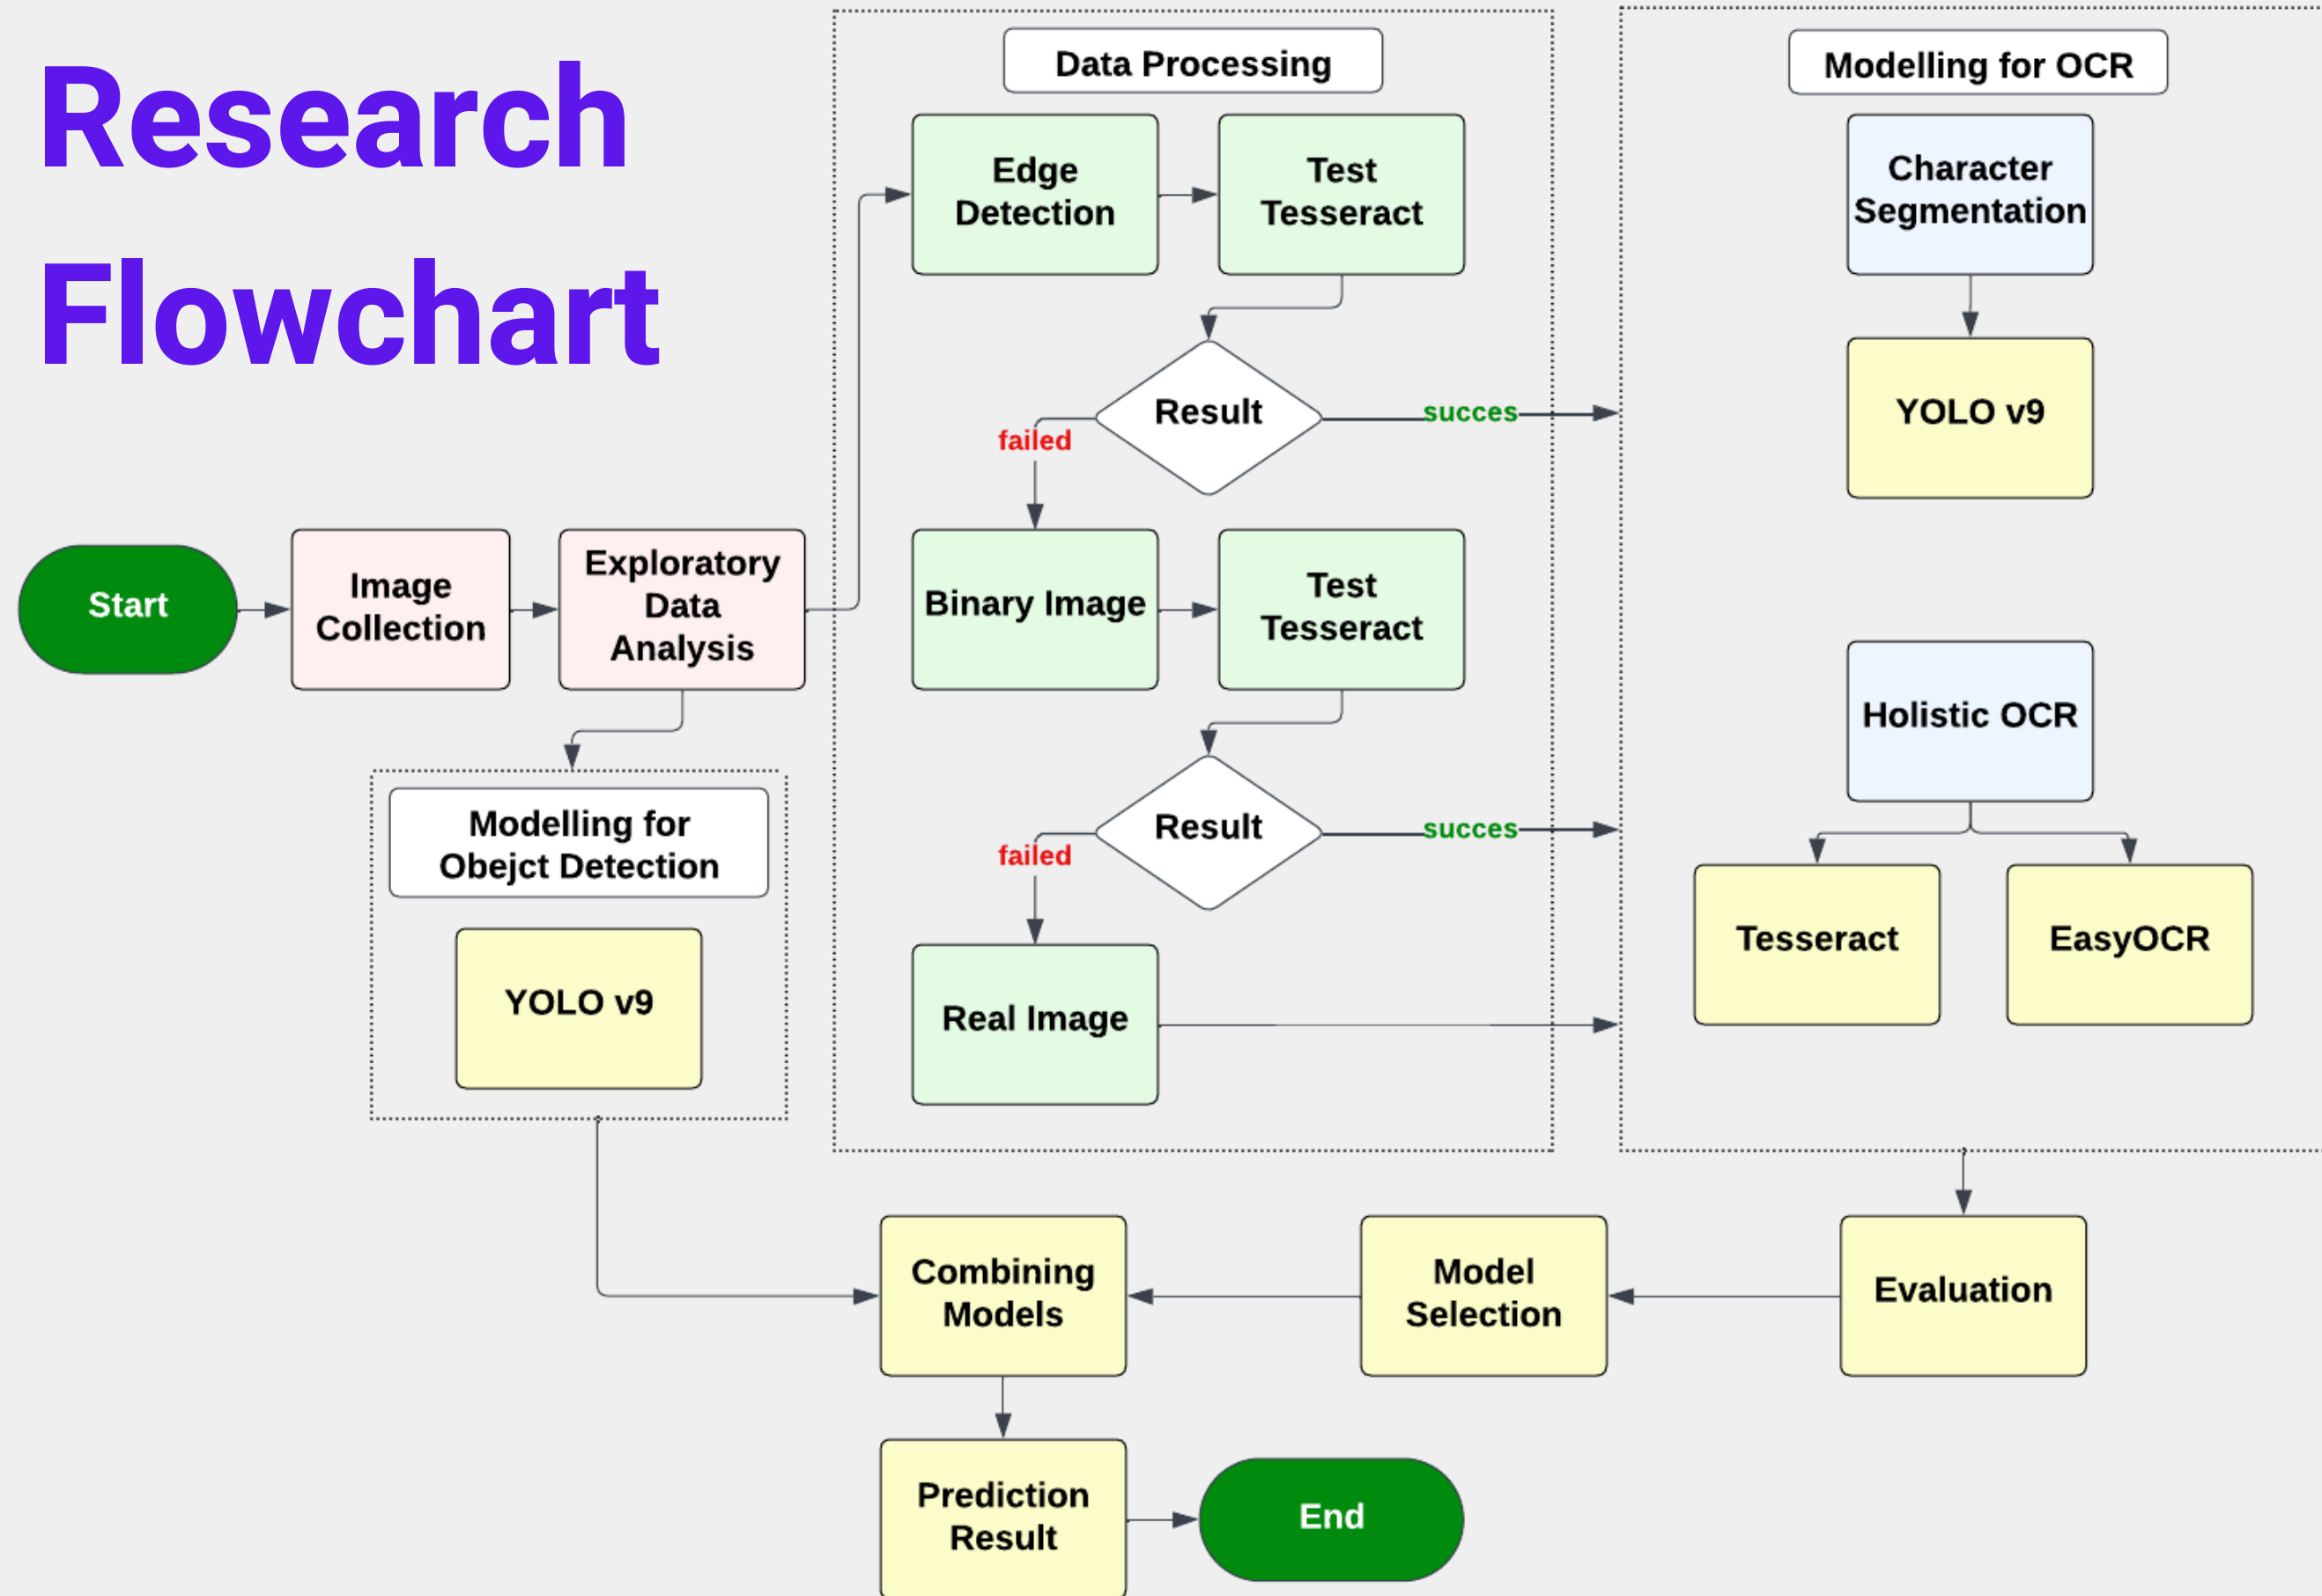 Research
Flowchart
Start
Image
Collection
Exploratory
Data
Analysis
Modelling for
Obejct Detection
YOLO v9
Data Processing
Edge
Detection
Test
Tesseract
Result
succes
failed
Binary Image
Test
Tesseract
Result
succes
failed
Real Image
Modelling for OCR
Character
Segmentation
YOLO v9
Holistic OCR
Tesseract
EasyOCR
Evaluation
Model
Selection
Combining
Models
Prediction
Result
End